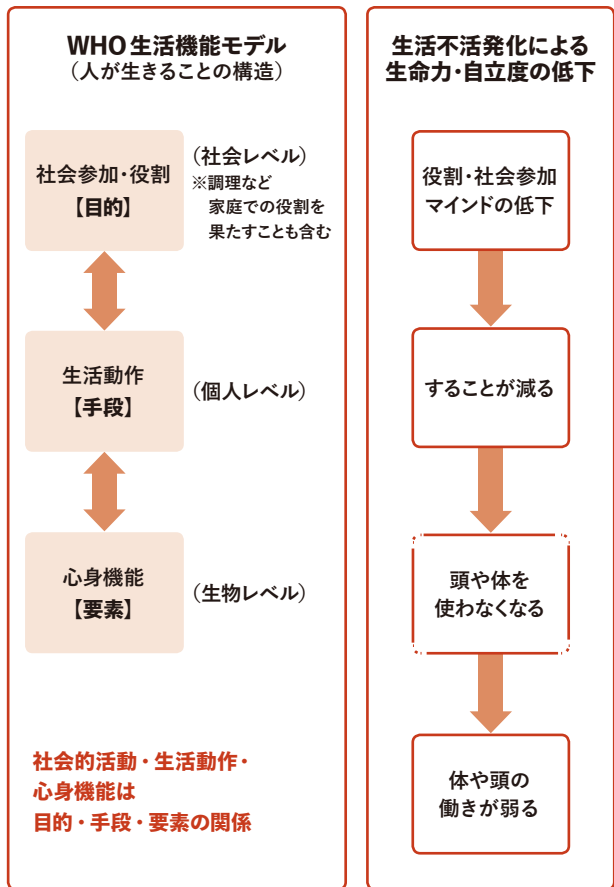 WHO生活機能モデル
（人が生きることの構造）
社会参加・役割
【目的】
（社会レベル）
※調理など
家庭での役割を
果たすことも含む
生活動作
【手段】
（個人レベル）
心身機能
【要素】
（生物レベル）
社会的活動・生活動作・
心身機能は
目的・手段・要素の関係
生活不活発化による
生命力・自立度の低下
役割・社会参加
マインドの低下
することが減る
頭や体を
使わなくなる
体や頭の
働きが弱る